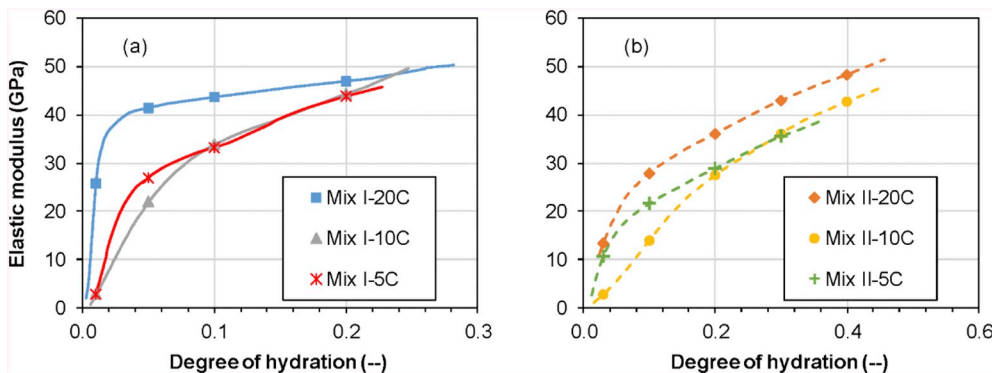 (a)
Elastic modulus (GPa)
60
50
40
30
20
10
0
Mix I-20C
Mix I-10C
Mix I-5C
0.0 0.1 0.2 0.3
Degree of hydration (--)
(b)
60
50
40
30
20
10
0
Mix II-20C
Mix II-10C
Mix II-5C
0.0 0.2 0.4 0.6
Degree of hydration (--)